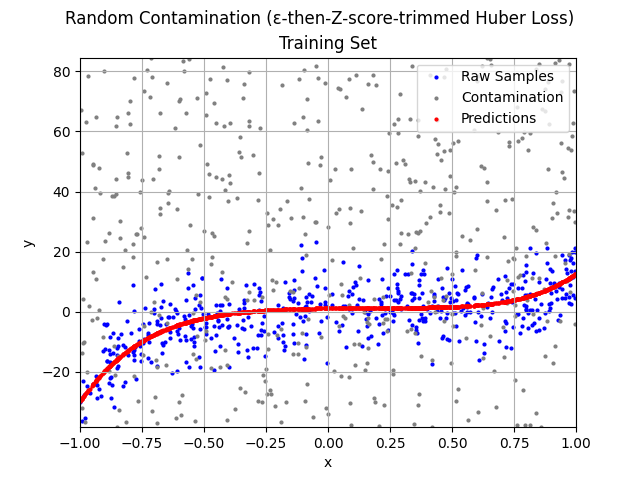 Random Contamination (ε-then-Z-score-trimmed Huber Loss)
Training Set
Raw Samples
Contamination
Predictions
80
60
40
20
0
−20
y
−1.00 −0.75 −0.50 −0.25 0.00 0.25 0.50 0.75 1.00
x